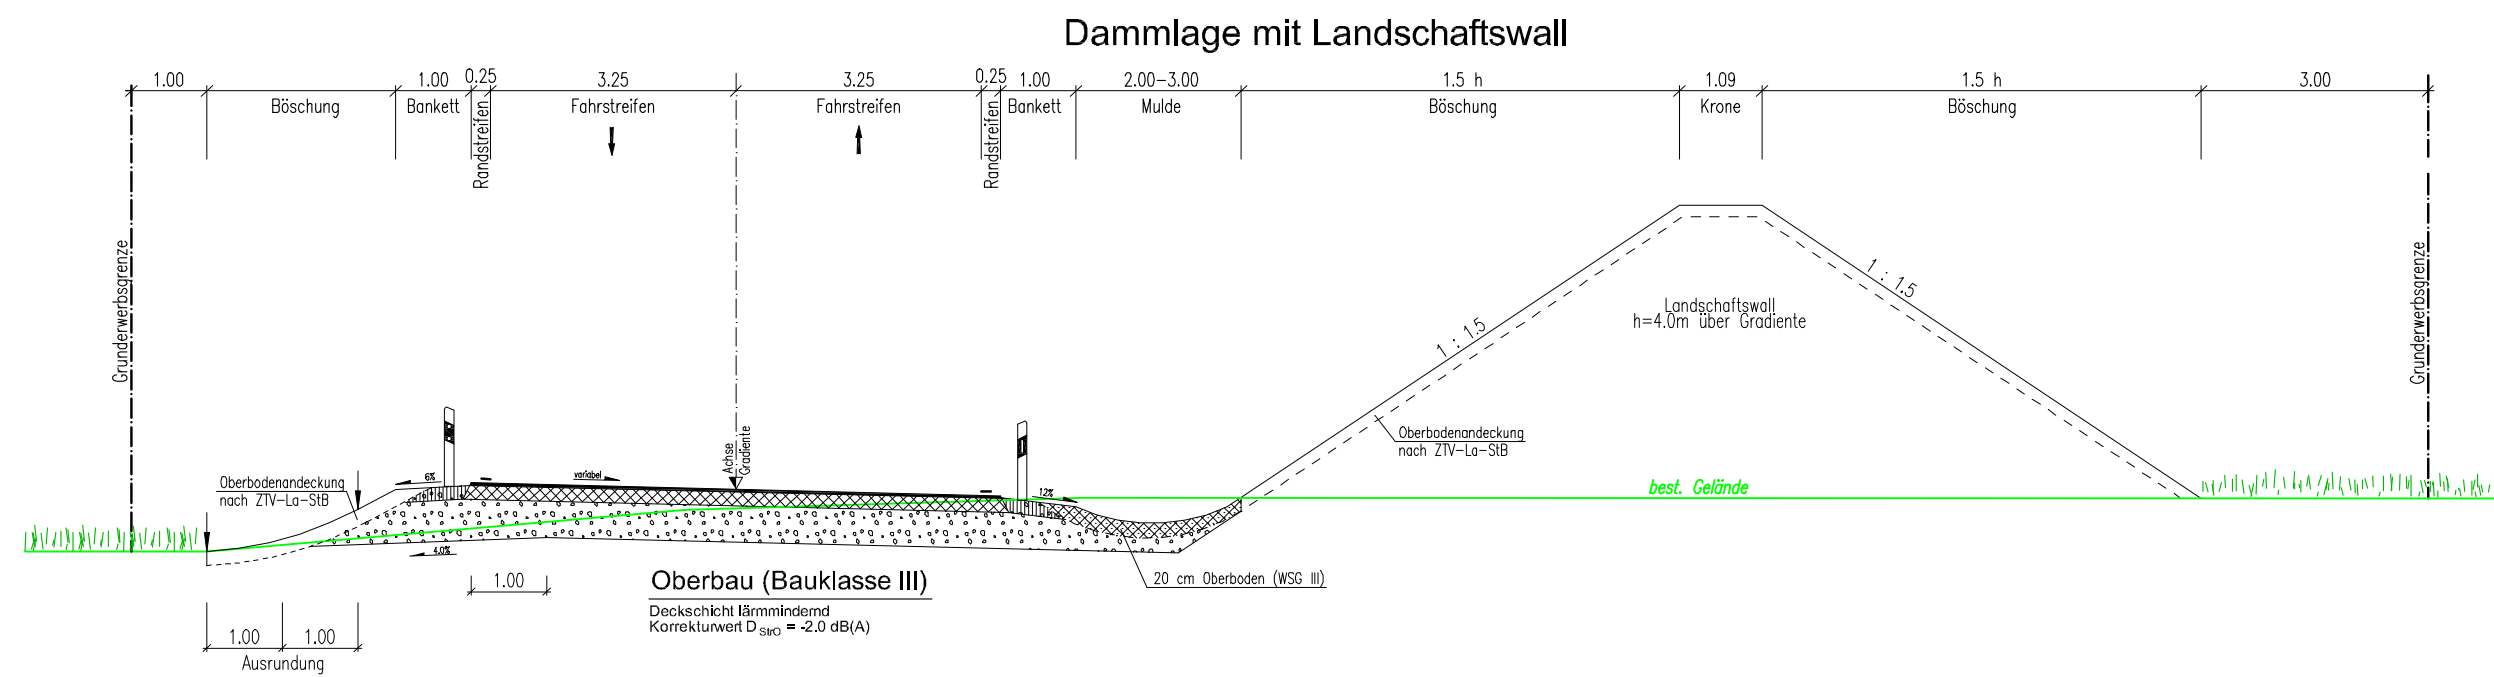 Dammlage mit Landschaftswall
1.00 1.00 0.25 3.25 3.25 0.25 1.00 2.00-3.00 1.5 h 1.09 1.5 h 3.00
Böschung Bankett Randstreifen Fahrstreifen Fahrstreifen Randstreifen Bankett Mulde Böschung Krone Böschung
Grunderwerbsgrenze
Grunderwerbsgrenze
1 : 1.5
1 : 1.5
Landschaftswall
h=4.0m über Gradiente
Achse
Gradiente
Oberbodenandeckung
nach ZTV-La-StB
Oberbodenandeckung
nach ZTV-La-StB
6%
variabel
12%
best. Gelände
4.0%
1.00
Oberbau (Bauklasse III)
Deckschicht lärmmindernd
Korrekturwert D StrO = -2.0 dB(A)
20 cm Oberboden (WSG III)
1.00 1.00
Ausrundung